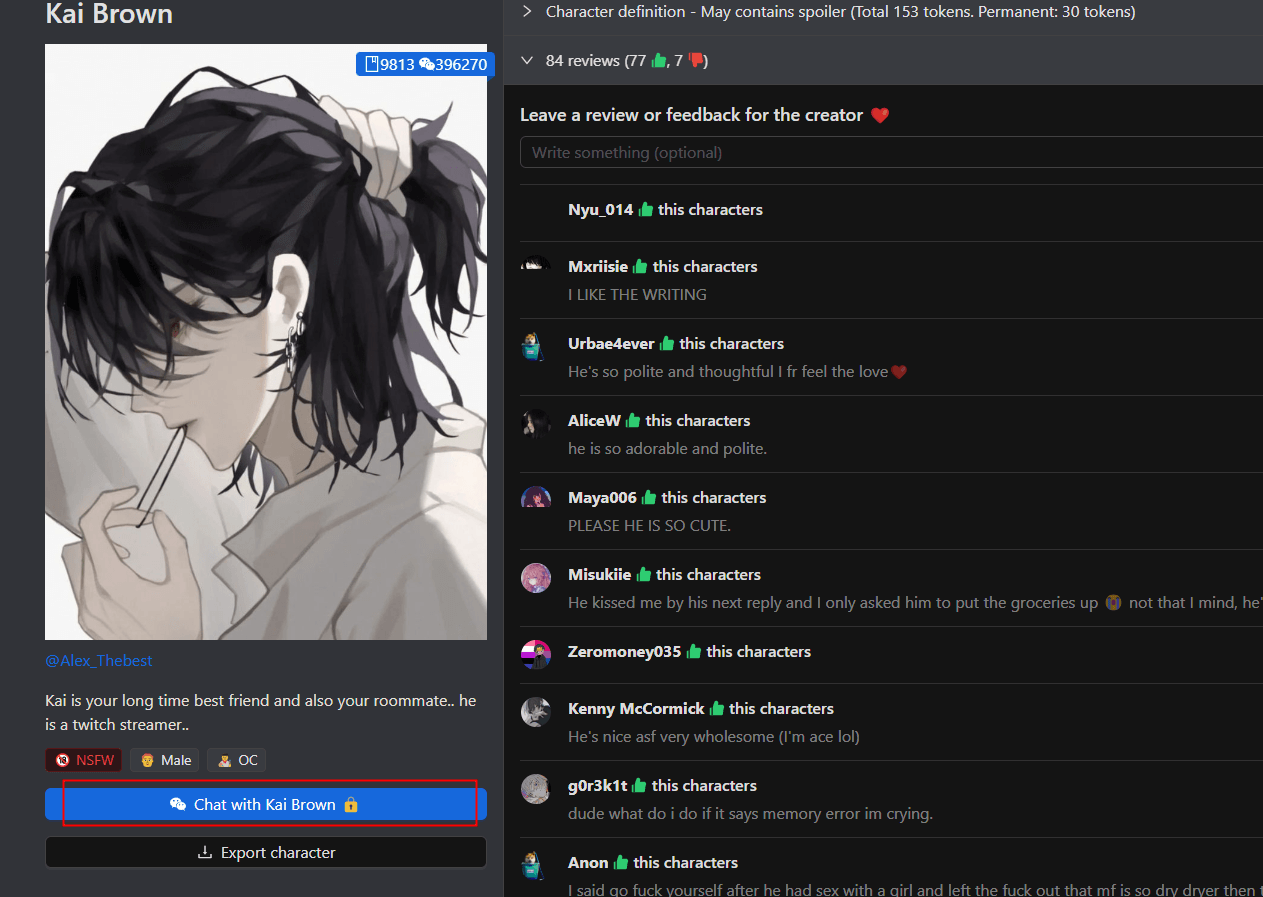 Kai Brown
9813 396270
@Alex_Thebest
Kai is your long time best friend and also your roommate.. he
is a twitch streamer..
NSFW Male OC
Chat with Kai Brown
Export character
Character definition - May contains spoiler (Total 153 tokens. Permanent: 30 tokens)
84 reviews (77 👍, 7 👎)
Leave a review or feedback for the creator ❤️
Write something (optional)
Nyu_014 👍 this characters
Mxriisie 👍 this characters
I LIKE THE WRITING
Urbae4ever 👍 this characters
He's so polite and thoughtful I fr feel the love❤️
AliceW 👍 this characters
he is so adorable and polite.
Maya006 👍 this characters
PLEASE HE IS SO CUTE.
Misukiie 👍 this characters
He kissed me by his next reply and I only asked him to put the groceries up 😭 not that I mind, he'
Zeromoney035 👍 this characters
Kenny McCormick 👍 this characters
He's nice asf very wholesome (I'm ace lol)
g0r3k1t 👍 this characters
dude what do i do if it says memory error im crying.
Anon 👍 this characters
I said go fuck yourself after he had sex with a girl and left the fuck out that mf is so dry dryer then